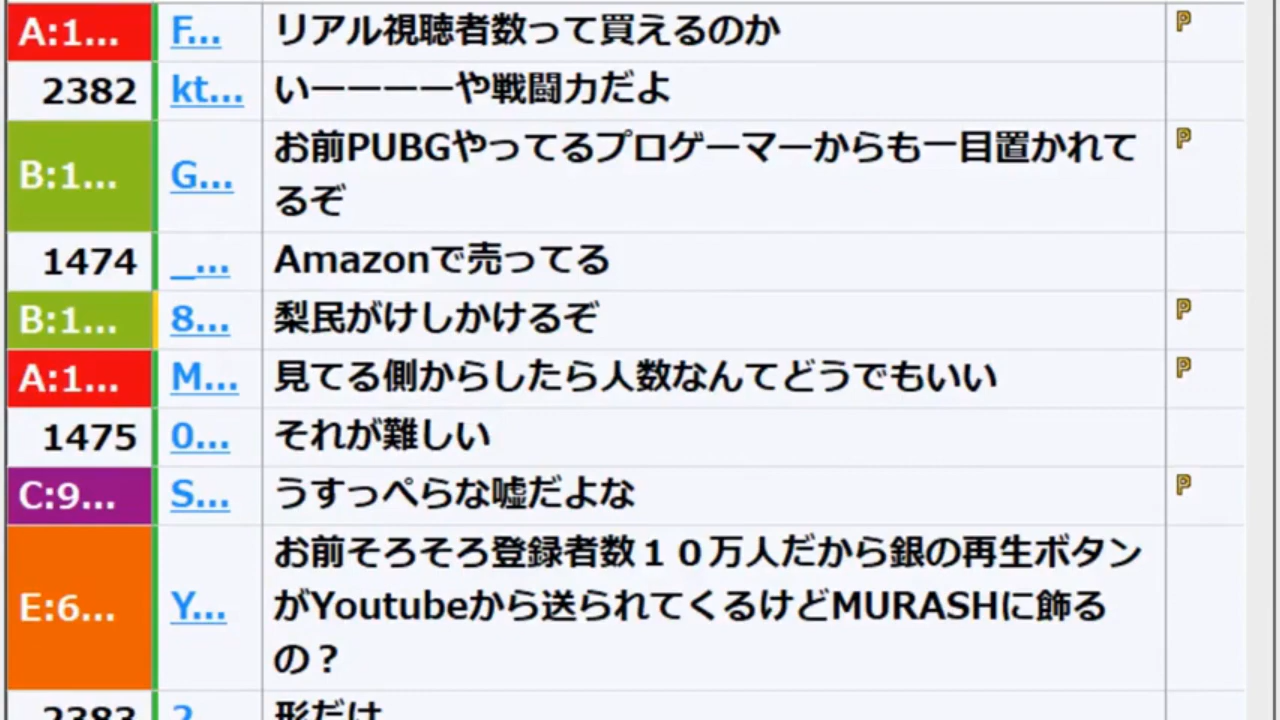 A:1... F... リアル視聴者数って買えるのか P
2382 kt... いーーーーや戦闘力だよ
B:1... G... お前PUBGやってるプロゲーマーからも一目置かれて P
るぞ
1474 _... Amazonで売ってる
B:1... 8... 梨民がけしかけるぞ P
A:1... M... 見てる側からしたら人数なんてどうでもいい P
1475 0... それが難しい
C:9... S... うすっぺらな嘘だよな P
お前そろそろ登録者数１０万人だから銀の再生ボタン
E:6... Y... がYoutubeから送られてくるけどMURASHに飾る
の？
2383 2 形だけ